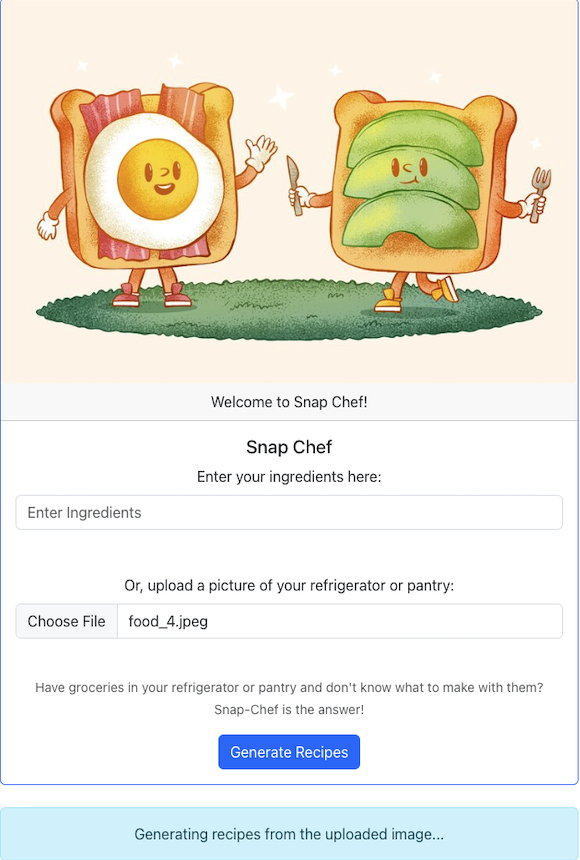 Welcome to Snap Chef!
Snap Chef
Enter your ingredients here:
Enter Ingredients
Or, upload a picture of your refrigerator or pantry:
Choose File food_4.jpeg
Have groceries in your refrigerator or pantry and don't know what to make with them?
Snap-Chef is the answer!
Generate Recipes
Generating recipes from the uploaded image...